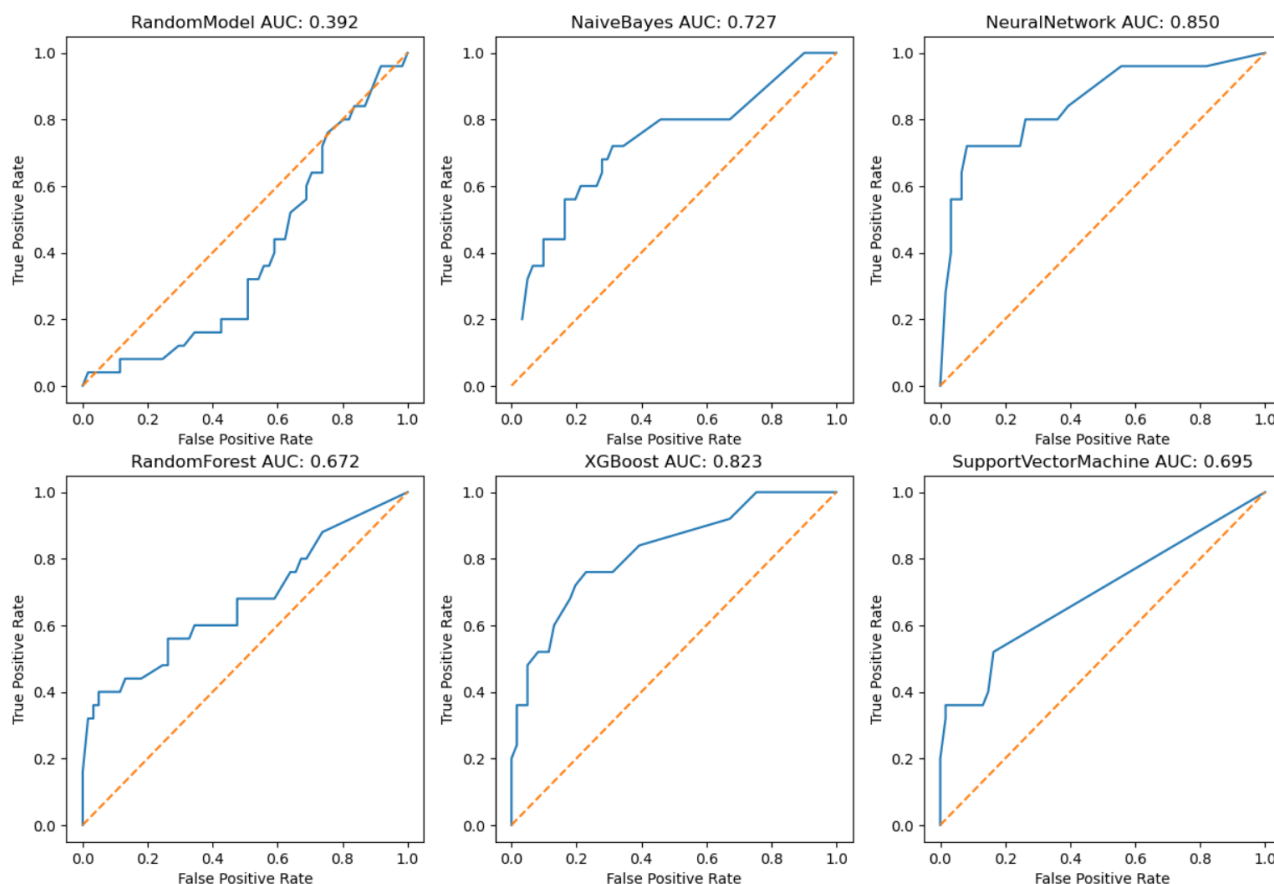 RandomModel AUC: 0.392
1.0
0.8
0.6
0.4
0.2
0.0
True Positive Rate
0.0 0.2 0.4 0.6 0.8 1.0
False Positive Rate
NaiveBayes AUC: 0.727
1.0
0.8
0.6
0.4
0.2
0.0
True Positive Rate
0.0 0.2 0.4 0.6 0.8 1.0
False Positive Rate
NeuralNetwork AUC: 0.850
1.0
0.8
0.6
0.4
0.2
0.0
True Positive Rate
0.0 0.2 0.4 0.6 0.8 1.0
False Positive Rate
RandomForest AUC: 0.672
1.0
0.8
0.6
0.4
0.2
0.0
True Positive Rate
0.0 0.2 0.4 0.6 0.8 1.0
False Positive Rate
XGBoost AUC: 0.823
1.0
0.8
0.6
0.4
0.2
0.0
True Positive Rate
0.0 0.2 0.4 0.6 0.8 1.0
False Positive Rate
SupportVectorMachine AUC: 0.695
1.0
0.8
0.6
0.4
0.2
0.0
True Positive Rate
0.0 0.2 0.4 0.6 0.8 1.0
False Positive Rate